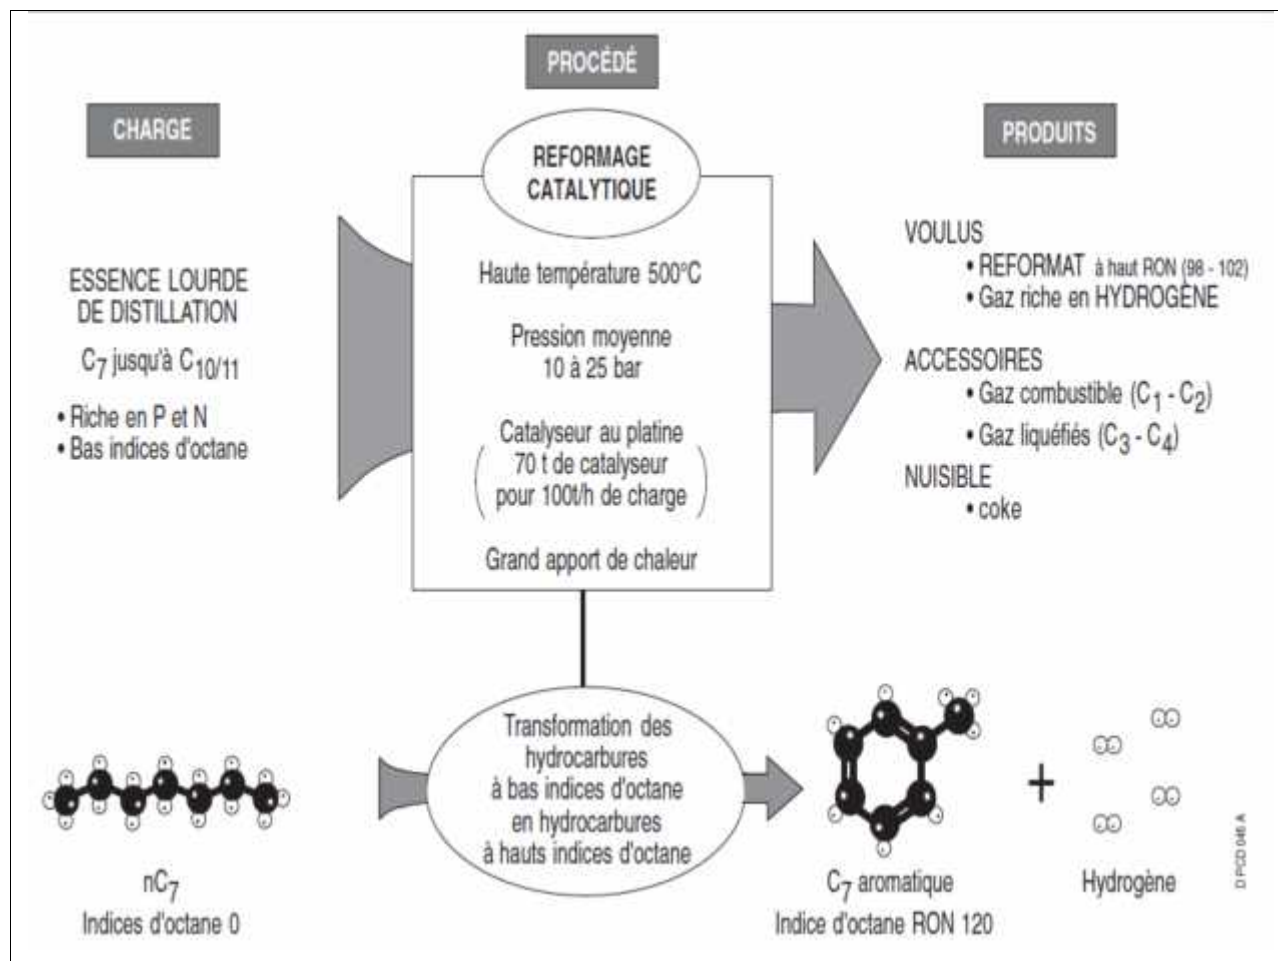 PROCÉDÉ
CHARGE
PRODUITS
REFORMAGE
CATALYTIQUE
ESSENCE LOURDE
DE DISTILLATION
C7 jusqu'à C10/11
• Riche en P et N
• Bas indices d'octane
Haute température 500°C
Pression moyenne
10 à 25 bar
Catalyseur au platine
70 t de catalyseur
pour 100t/h de charge
Grand apport de chaleur
VOULUS
• REFORMAT à haut RON (98 - 102)
• Gaz riche en HYDROGÈNE
ACCESSOIRES
• Gaz combustible (C1 - C2)
• Gaz liquéfiés (C3 - C4)
NUISIBLE
• coke
Transformation des
hydrocarbures
à bas indices d'octane
en hydrocarbures
à hauts indices d'octane
nC7
Indices d'octane 0
+
C7 aromatique
Indice d'octane RON 120
Hydrogène
D PCD 046 A